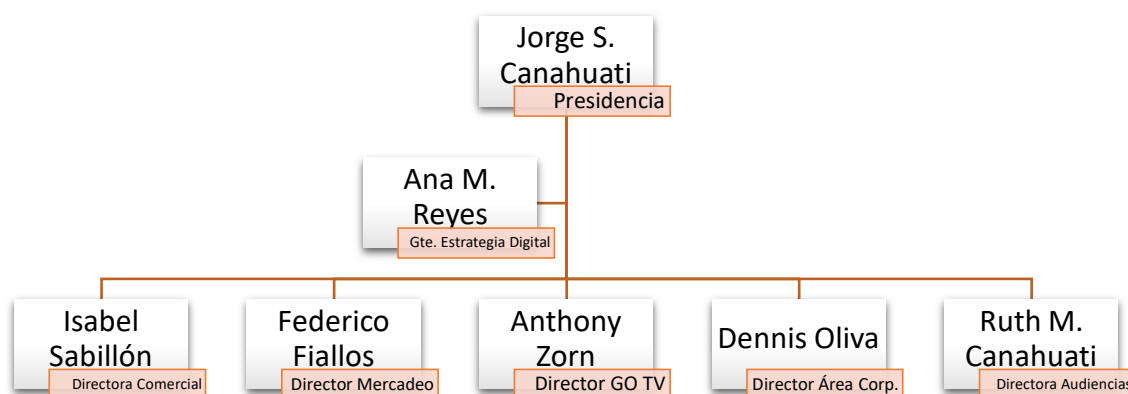 Jorge S.
Canahuati
Presidencia
Ana M.
Reyes
Gte. Estrategia Digital
Isabel
Sabillón
Directora Comercial
Federico
Fiallos
Director Mercadeo
Anthony
Zorn
Director GO TV
Dennis Oliva
Director Área Corp.
Ruth M.
Canahuati
Directora Audiencias